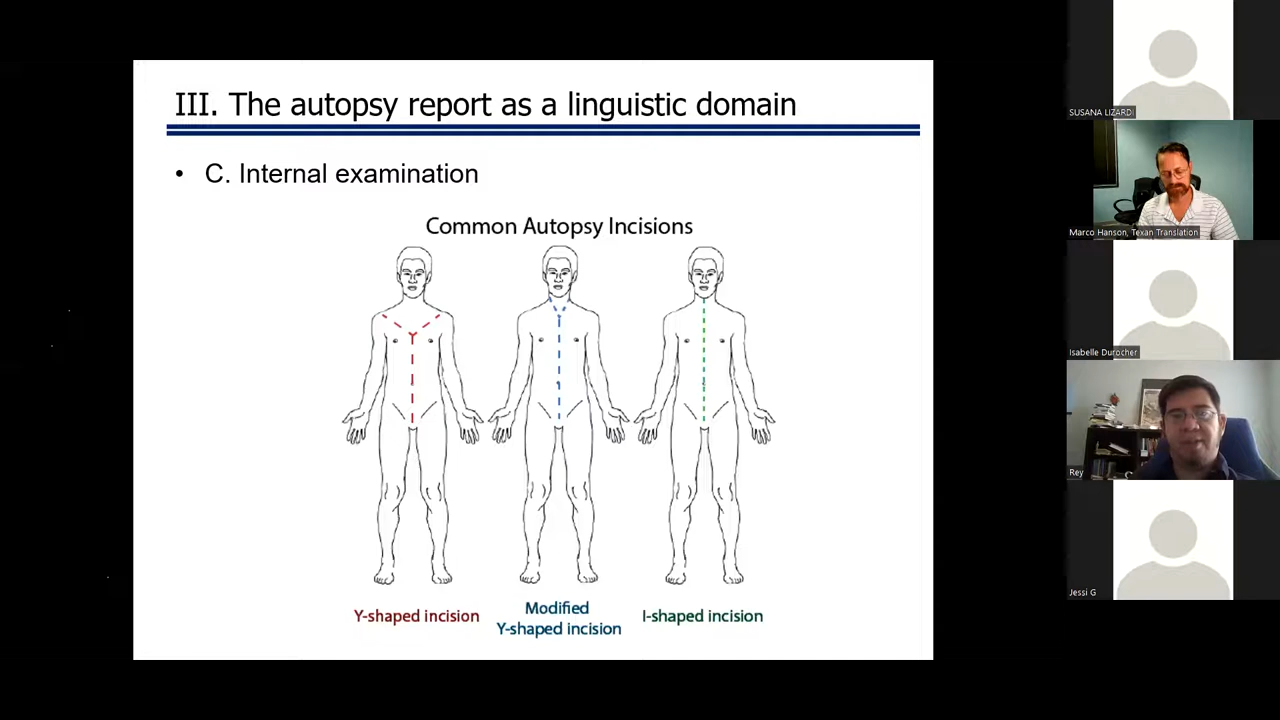 III. The autopsy report as a linguistic domain
• C. Internal examination
Common Autopsy Incisions
Y-shaped incision
Modified
Y-shaped incision
I-shaped incision
SUSANA LIZARDI
Marco Hanson, Texan Translation
Isabelle Durocher
Rey
Jessi G